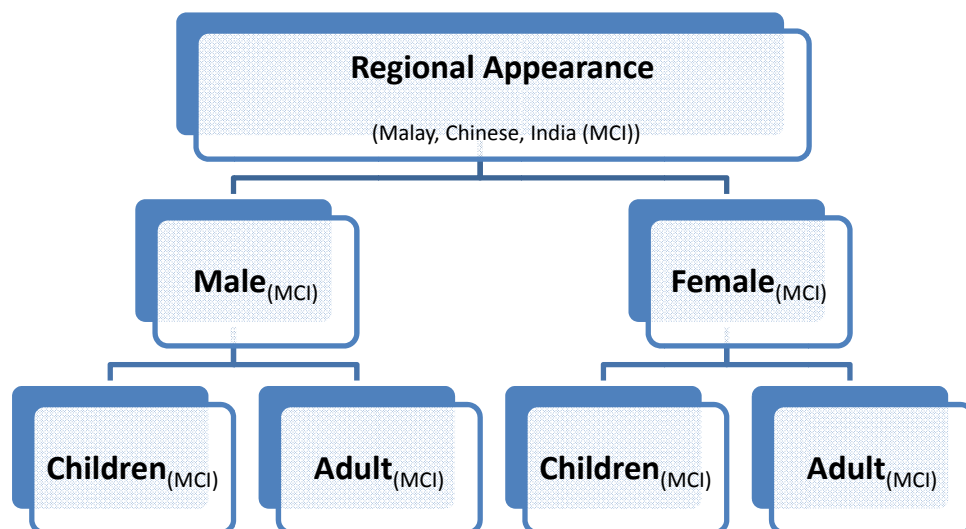 Regional Appearance
(Malay, Chinese, India (MCI))
Male(MCI)
Female(MCI)
Children(MCI)
Adult(MCI)
Children(MCI)
Adult(MCI)